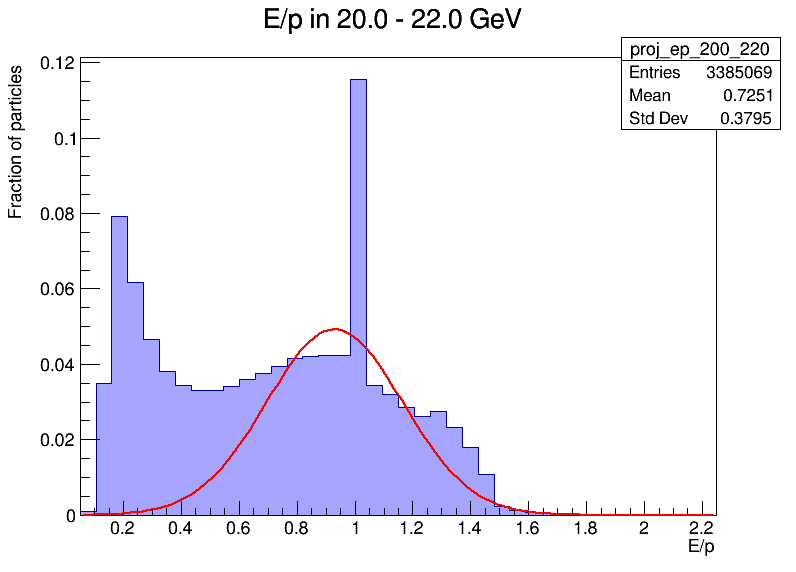 E/p in 20.0 - 22.0 GeV
proj_ep_200_220
Entries 3385069
Mean 0.7251
Std Dev 0.3795
Fraction of particles
0.12
0.1
0.08
0.06
0.04
0.02
0
0.2 0.4 0.6 0.8 1 1.2 1.4 1.6 1.8 2 2.2
E/p